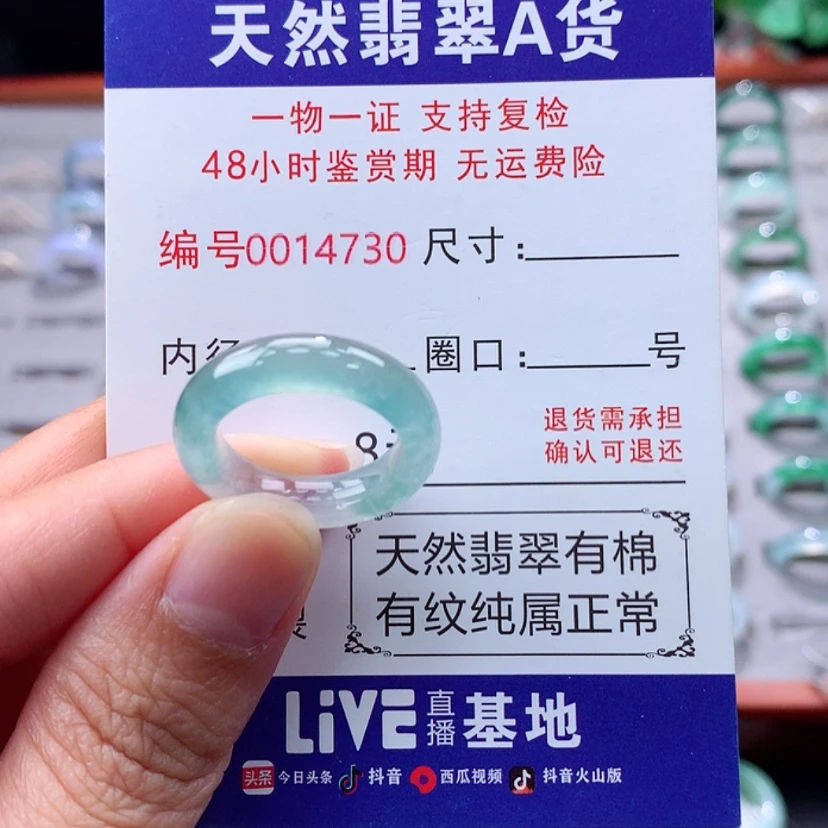 天然翡翠A货
一物一证 支持复检
48小时鉴赏期 无运费险
编号0014730 尺寸:
内 圈口: 号
退货需承担
确认可退还
天然翡翠有棉
有纹纯属正常
LiVE直播基地
头条 今日头条 抖音 西瓜视频 抖音火山版